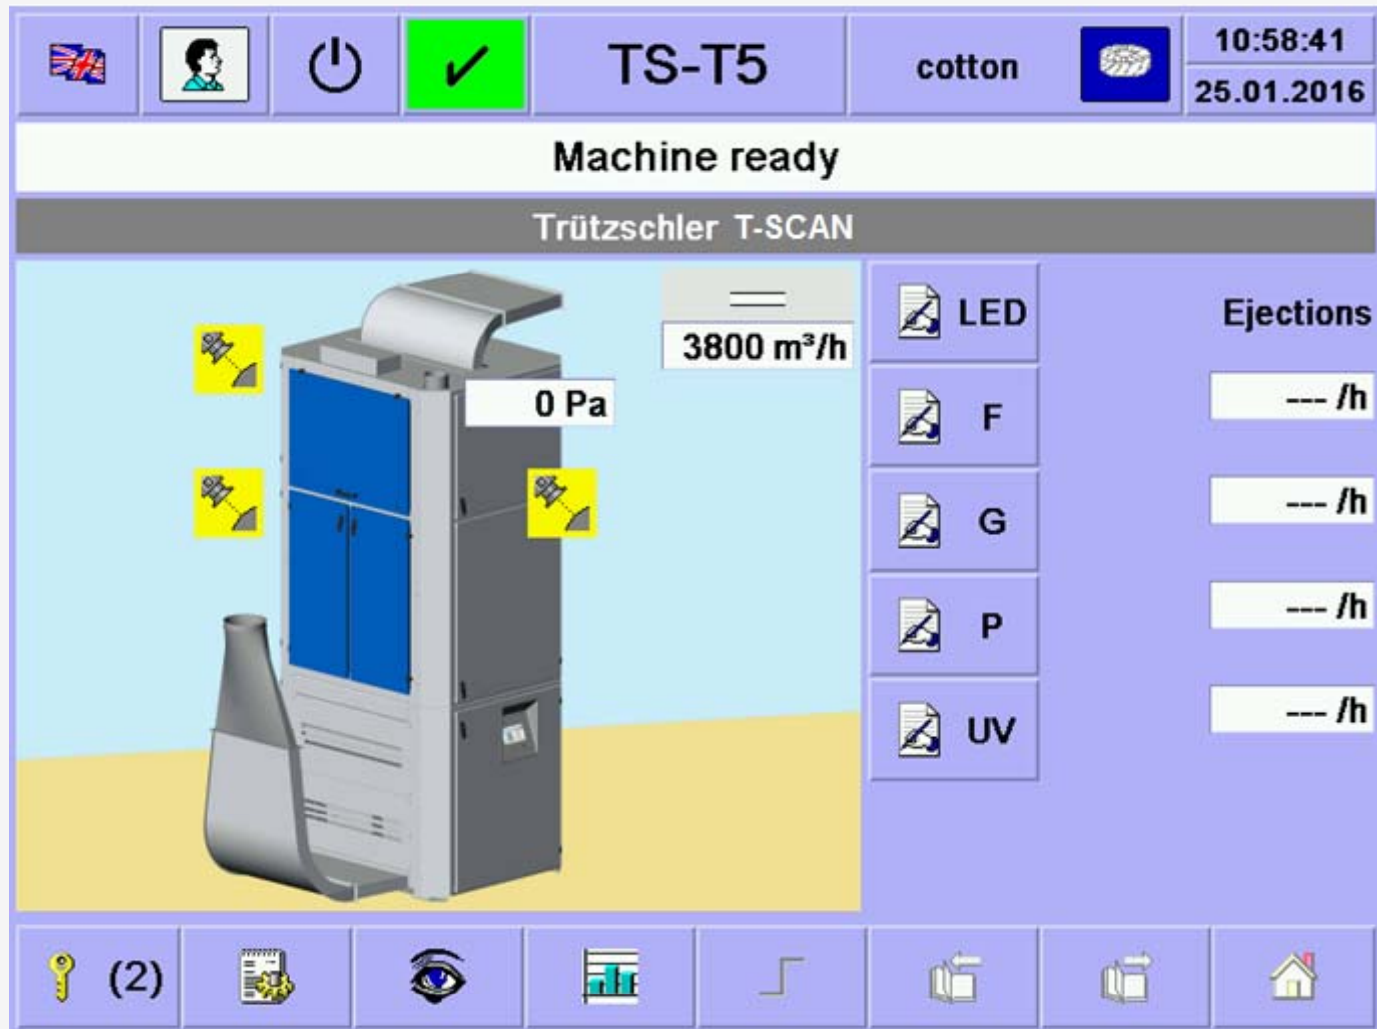 TS-T5
cotton
10:58:41
25.01.2016
Machine ready
Trützschler T-SCAN
3800 m³/h
0 Pa
LED
Ejections
F
--- /h
G
--- /h
P
--- /h
UV
--- /h
(2)